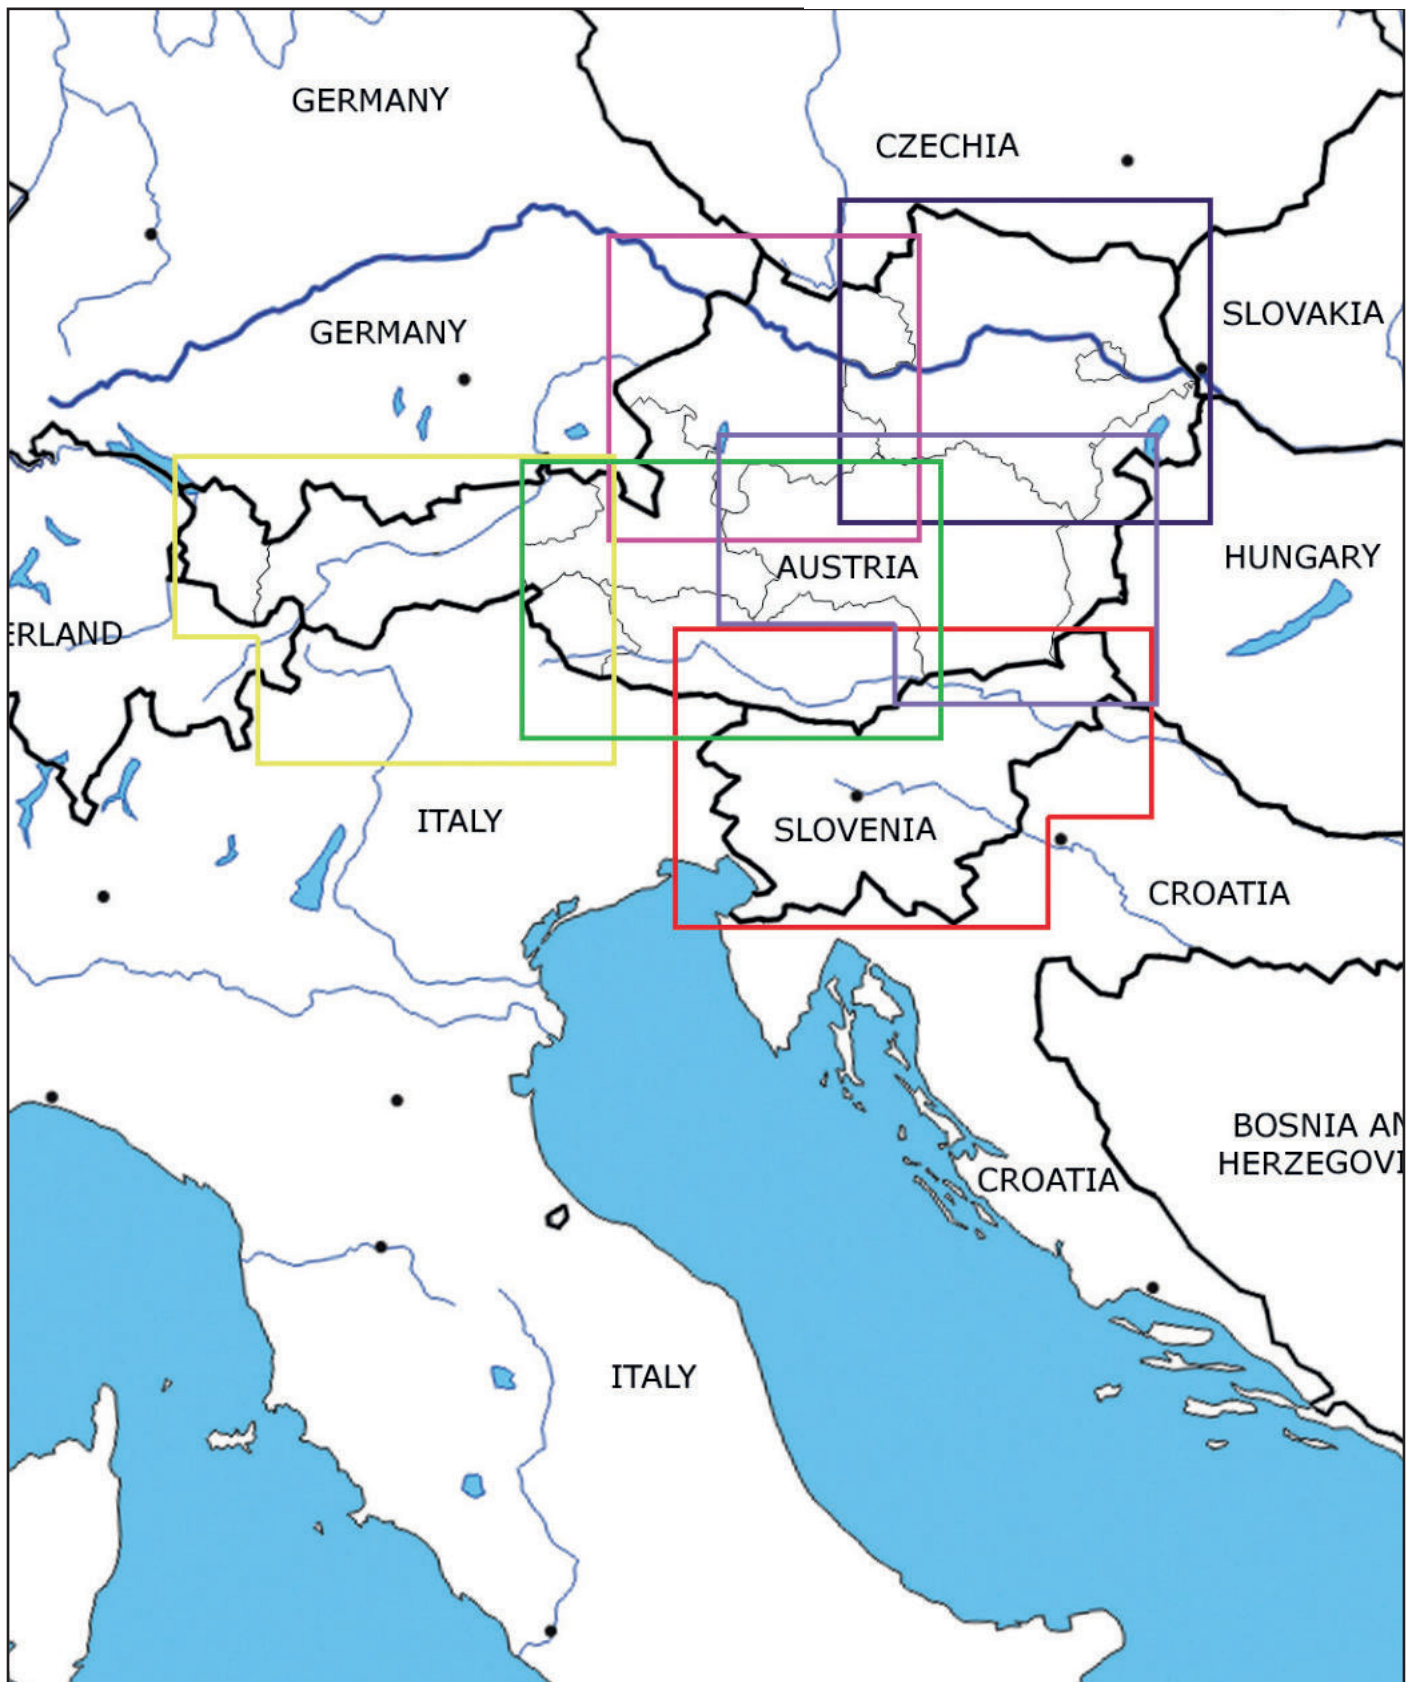 GERMANY
CZECHIA
GERMANY
SLOVAKIA
AUSTRIA
HUNGARY
ERLAND
ITALY
SLOVENIA
CROATIA
BOSNIA AN
HERZEGOVI
CROATIA
ITALY